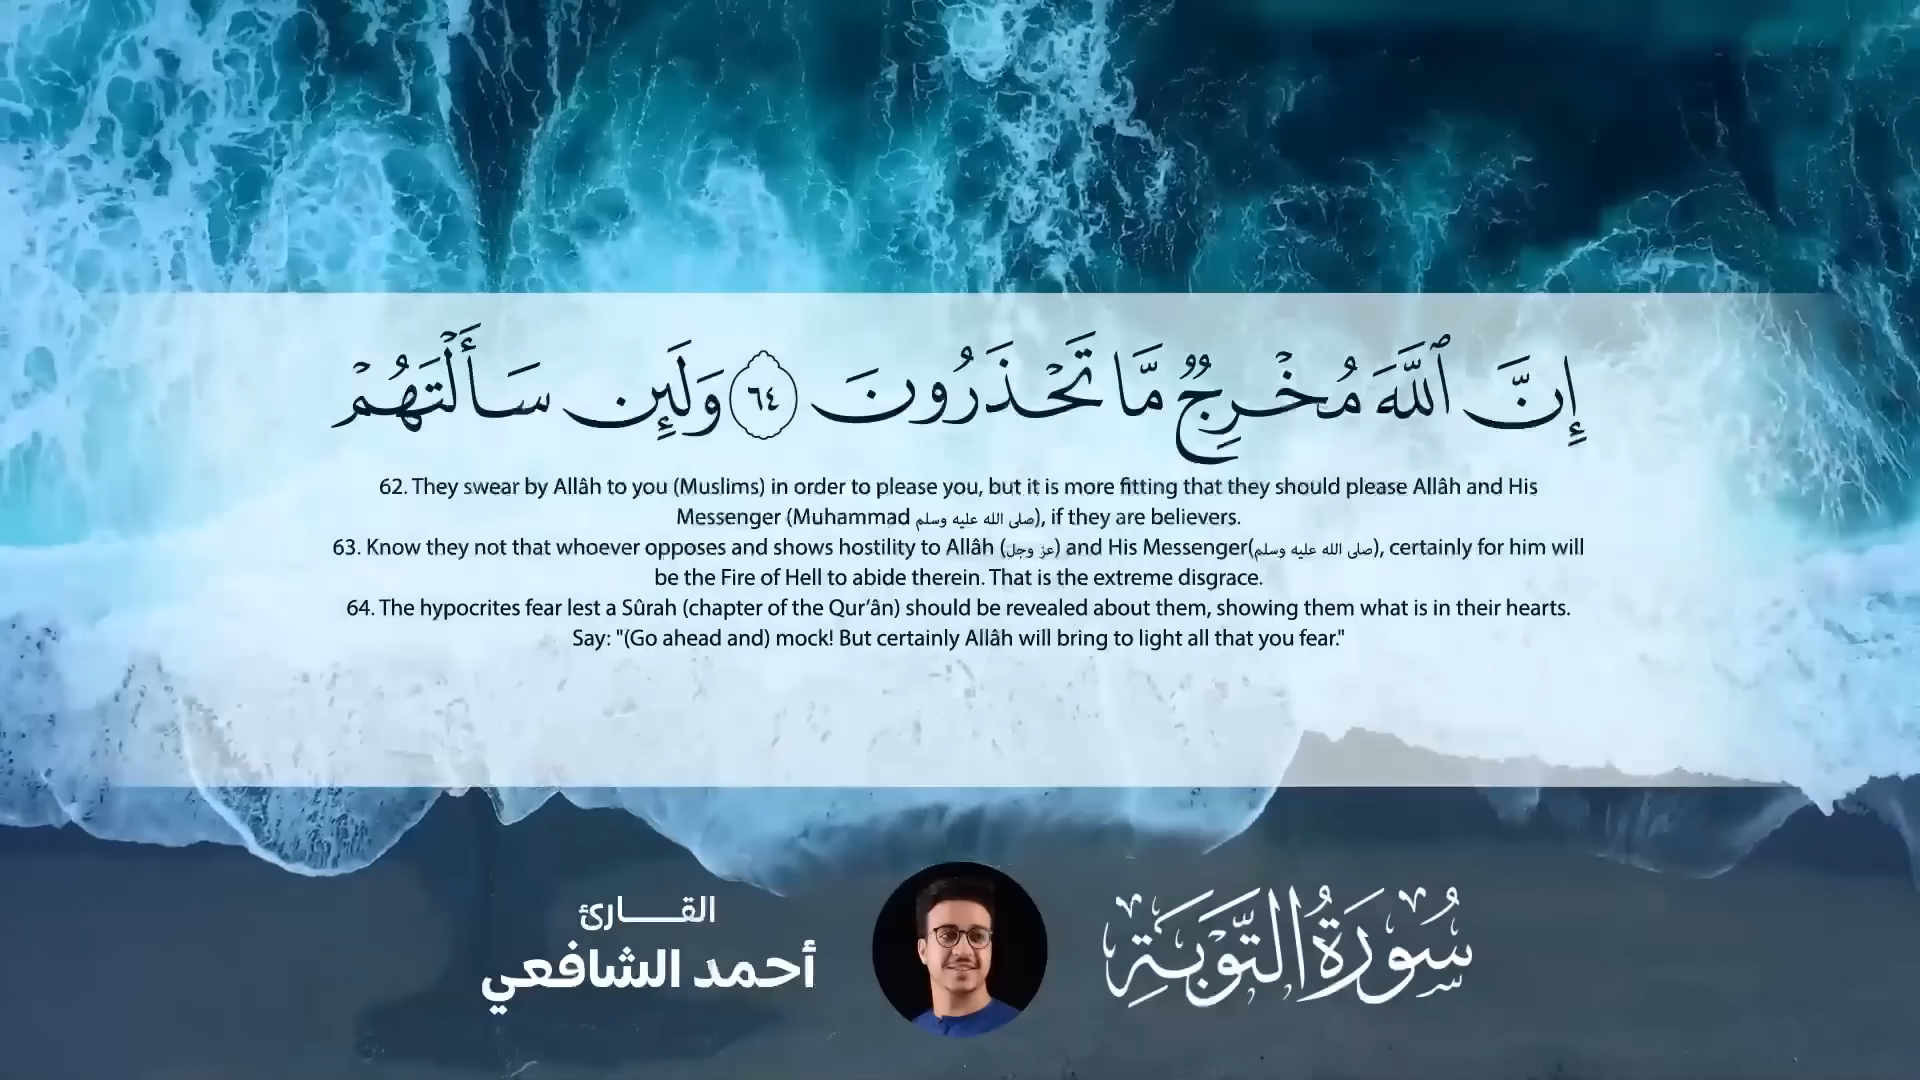 إِنَّ ٱللَّهَ مُخْرِجٌ مَّا تَحْذَرُونَ ٦٤ وَلَئِن سَأَلْتَهُمْ
62. They swear by Allâh to you (Muslims) in order to please you, but it is more fitting that they should please Allâh and His
Messenger (Muhammad صلى الله عليه وسلم), if they are believers.
63. Know they not that whoever opposes and shows hostility to Allâh (عز وجل) and His Messenger(صلى الله عليه وسلم), certainly for him will
be the Fire of Hell to abide therein. That is the extreme disgrace.
64. The hypocrites fear lest a Sûrah (chapter of the Qur’ân) should be revealed about them, showing them what is in their hearts.
Say: "(Go ahead and) mock! But certainly Allâh will bring to light all that you fear."
سُورَةُ التَّوْبَةِ
القـــارئ
أحمد الشافعي